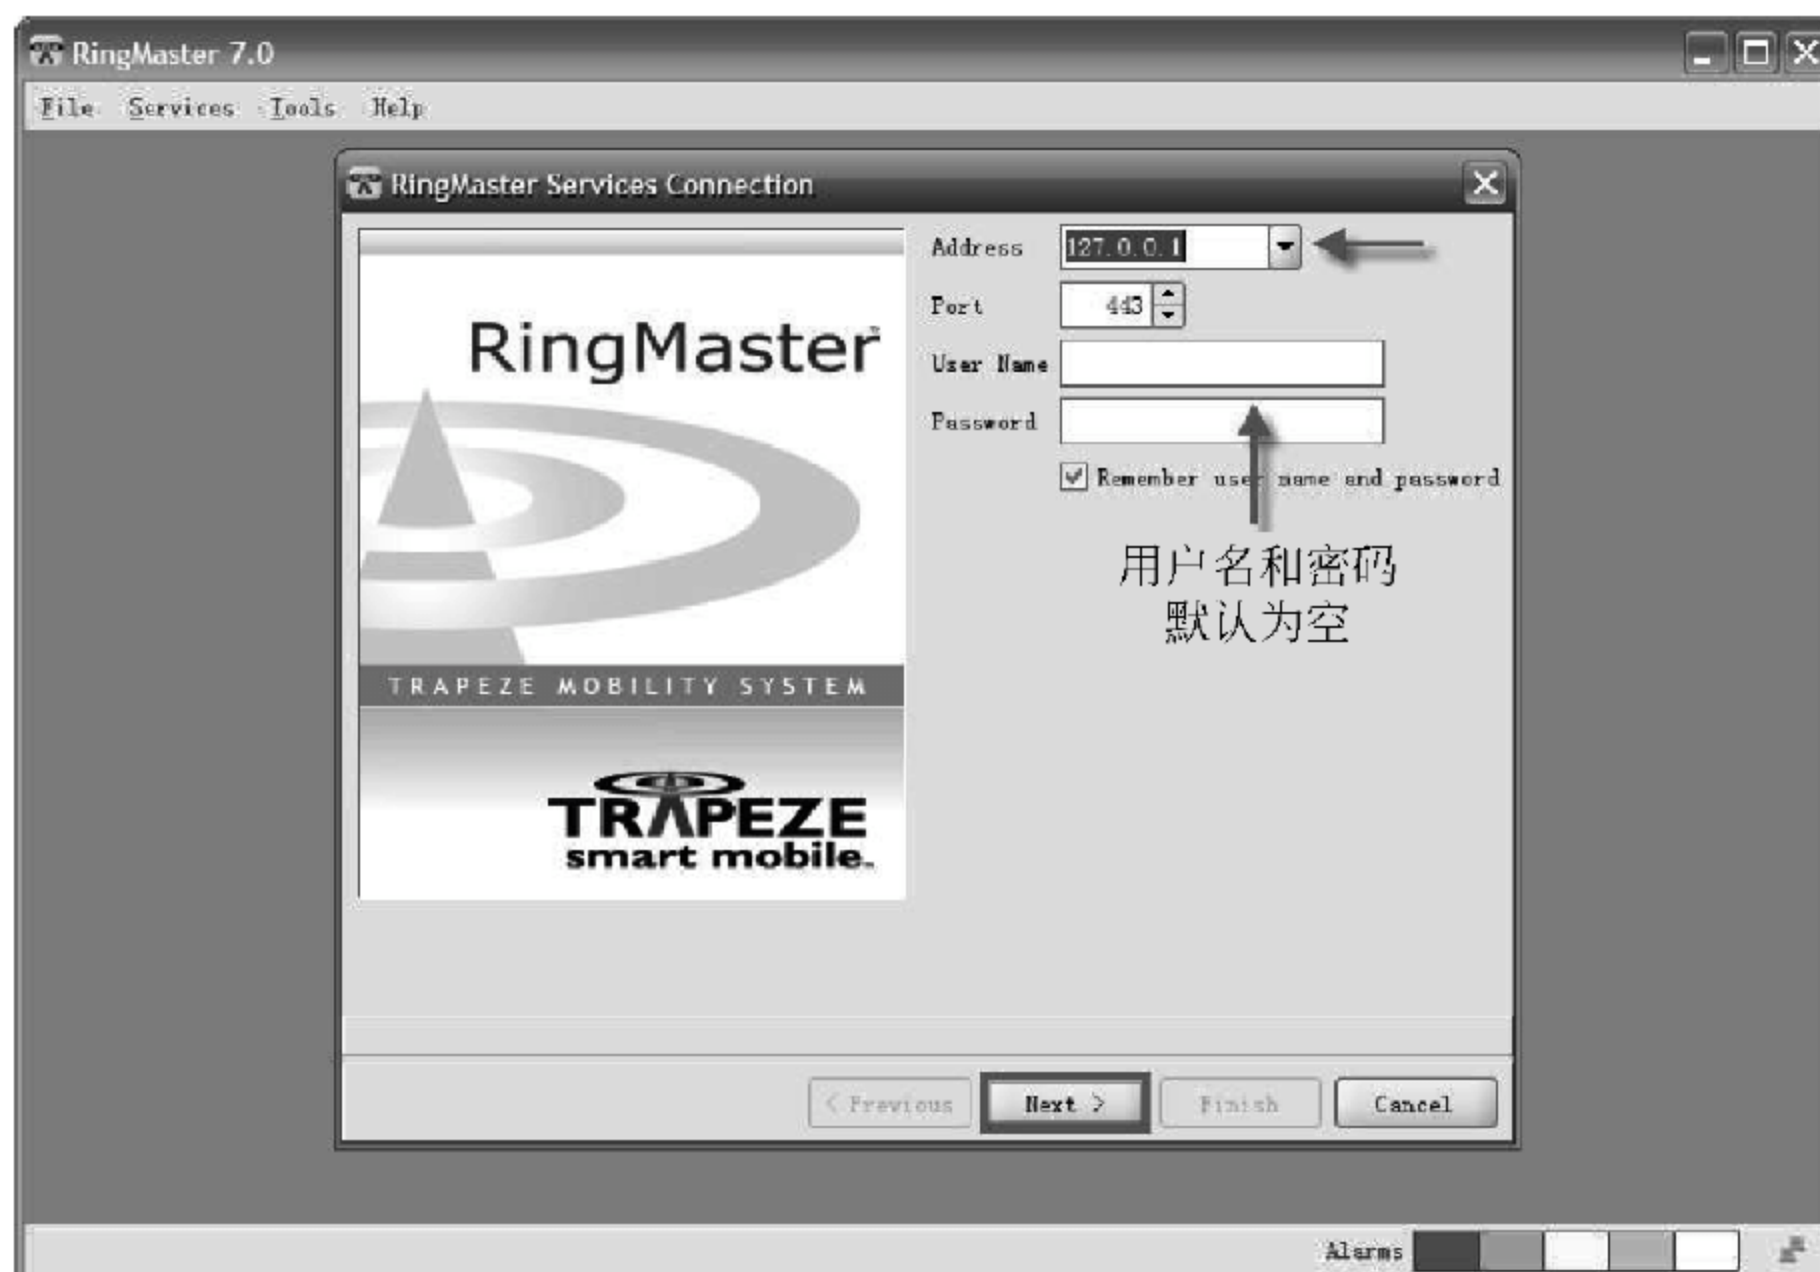 RingMaster 7.0
File Services Tools Help
RingMaster Services Connection
Address 127.0.0.1
Port 443
RingMaster
User Name
Password
Remember user name and password
用户名和密码
默认为空
TRAPEZE MOBILITY SYSTEM
TRAPEZE
smart mobile™
< Previous Next > Finish Cancel
Alarms